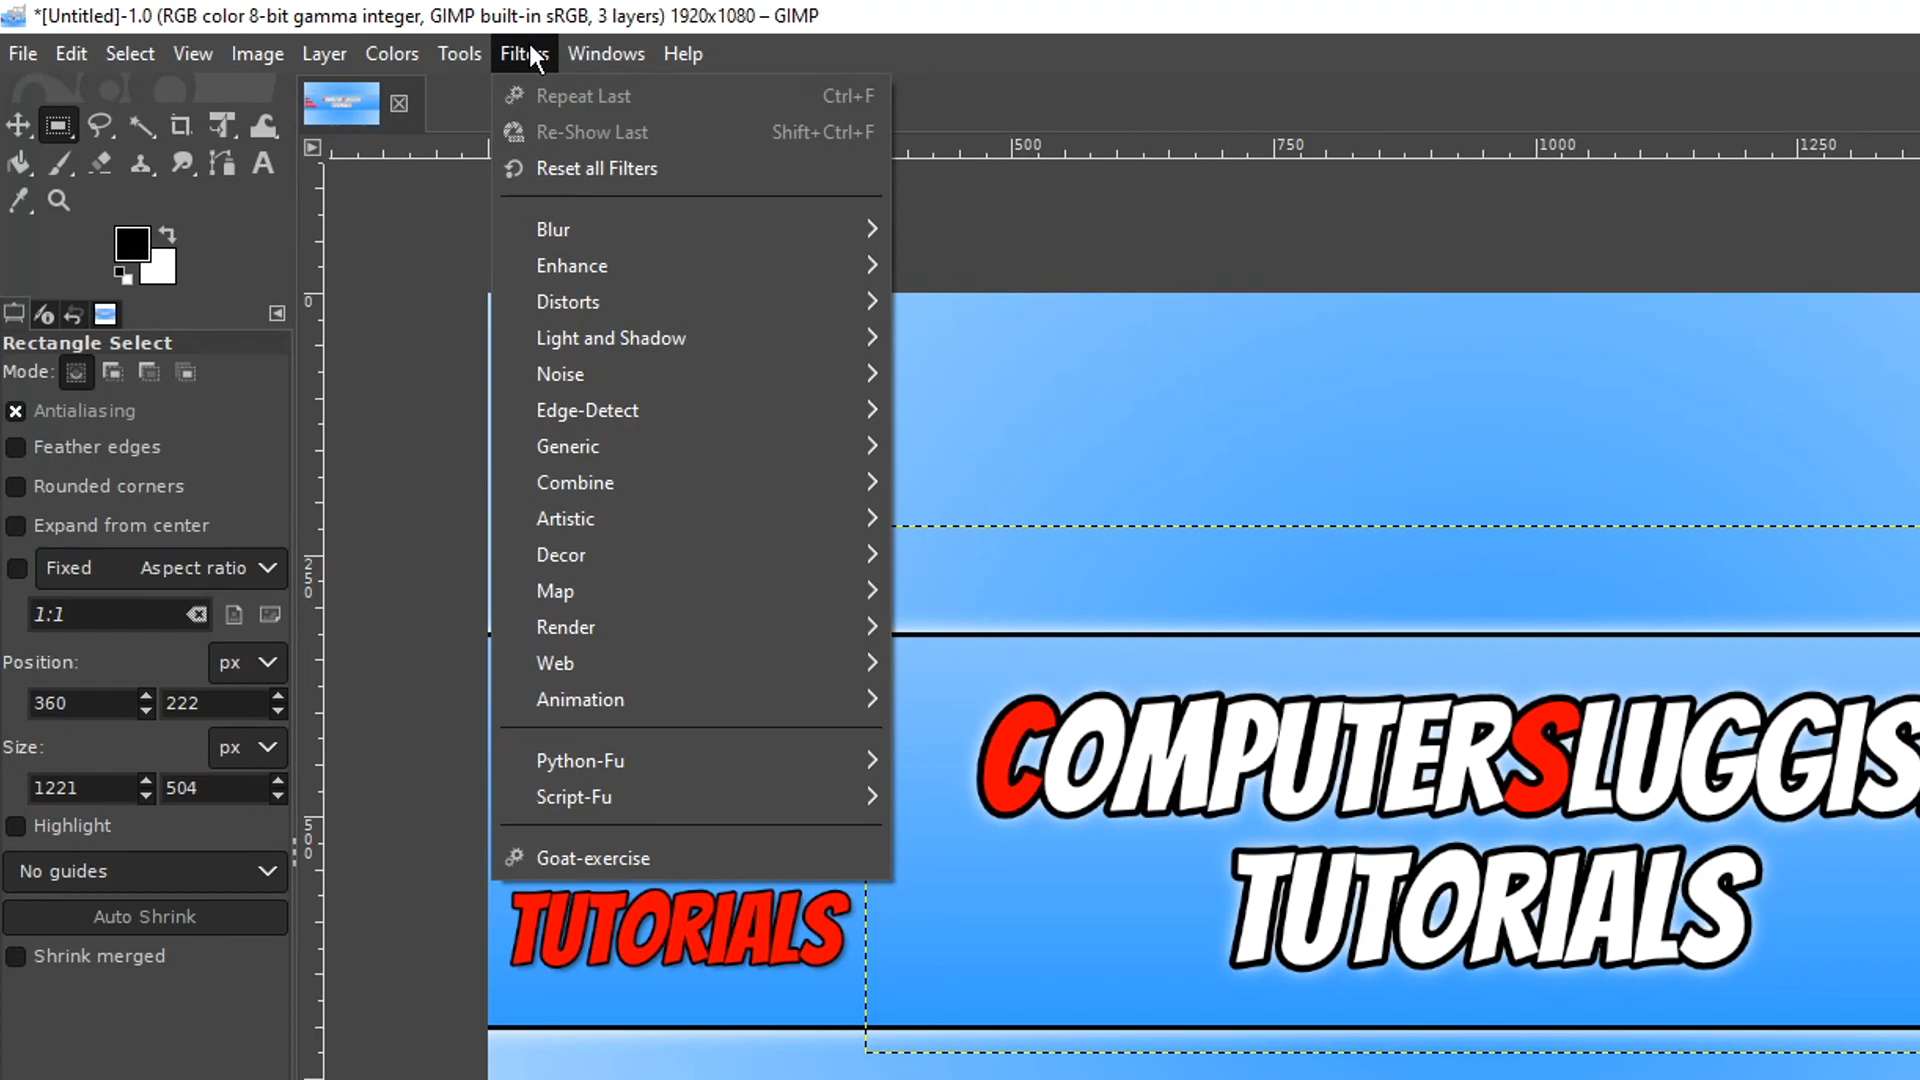 *[Untitled]-1.0 (RGB color 8-bit gamma integer, GIMP built-in sRGB, 3 layers) 1920x1080 – GIMP
File Edit Select View Image Layer Colors Tools Filters Windows Help
Repeat Last Ctrl+F
Re-Show Last Shift+Ctrl+F
Reset all Filters
Blur
Enhance
Distorts
Light and Shadow
Noise
Edge-Detect
Generic
Combine
Artistic
Decor
Map
Render
Web
Animation
Python-Fu
Script-Fu
Goat-exercise
Rectangle Select
Mode:
Antialiasing
Feather edges
Rounded corners
Expand from center
Fixed Aspect ratio
1:1
Position: px
360 222
Size: px
1221 504
Highlight
No guides
Auto Shrink
Shrink merged
500 750 1000 1250
0
250
500
COMPUTERSLUGGIS
TUTORIALS
TUTORIALS